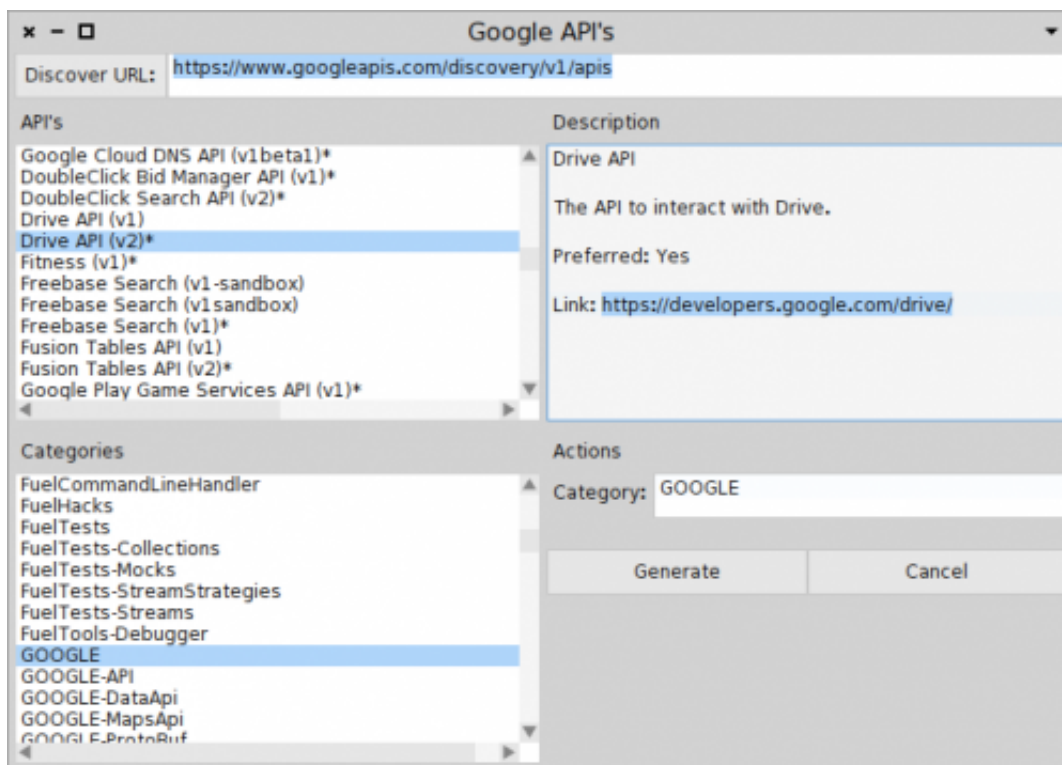 Google API's
Discover URL: https://www.googleapis.com/discovery/v1/apis
API's
Google Cloud DNS API (v1beta1)*
DoubleClick Bid Manager API (v1)*
DoubleClick Search API (v2)*
Drive API (v1)
Drive API (v2)*
Fitness (v1)*
Freebase Search (v1-sandbox)
Freebase Search (v1sandbox)
Freebase Search (v1)*
Fusion Tables API (v1)
Fusion Tables API (v2)*
Google Play Game Services API (v1)*
Description
Drive API
The API to interact with Drive.
Preferred: Yes
Link: https://developers.google.com/drive/
Categories
FuelCommandLineHandler
FuelHacks
FuelTests
FuelTests-Collections
FuelTests-Mocks
FuelTests-StreamStrategies
FuelTests-Streams
FuelTools-Debugger
GOOGLE
GOOGLE-API
GOOGLE-DataApi
GOOGLE-MapsApi
GOOGLE-ProtoBuf
Actions
Category: GOOGLE
Generate
Cancel